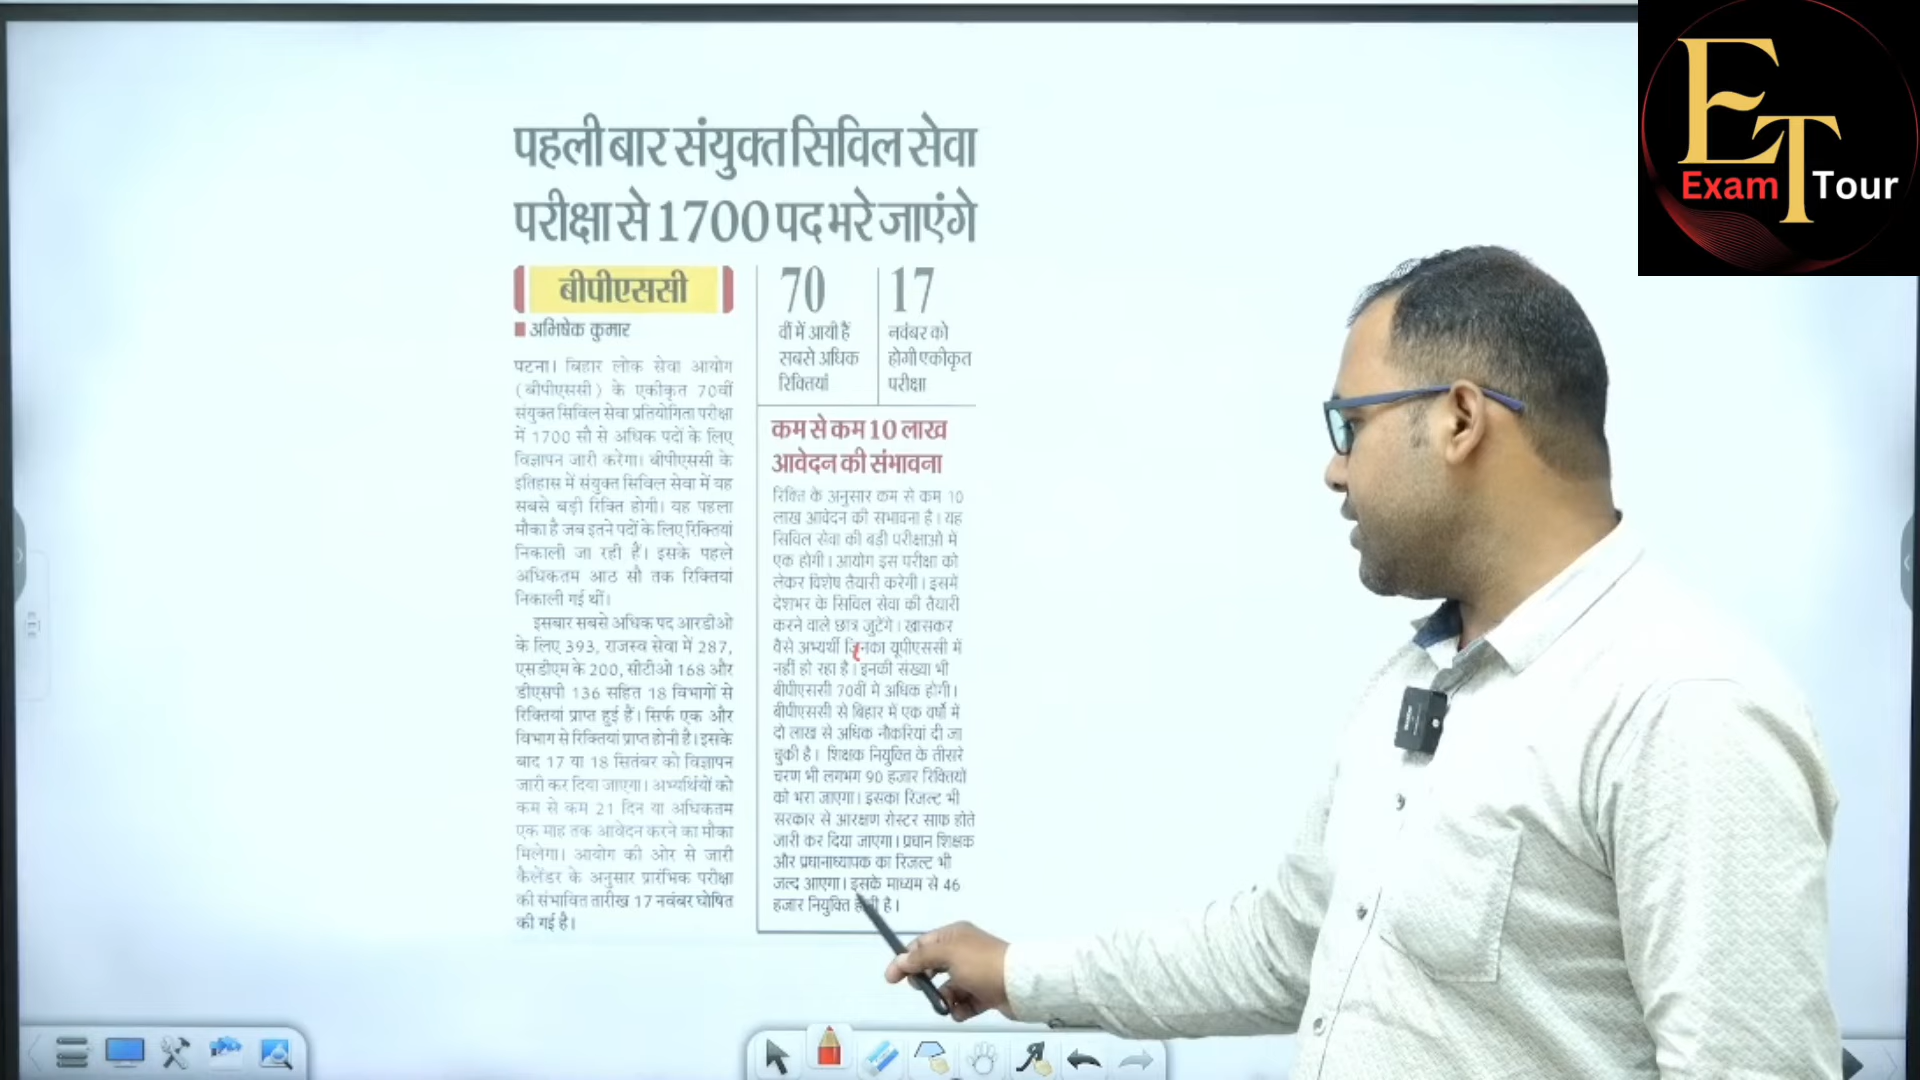 पहली बार संयुक्त सिविल सेवा
परीक्षा से 1700 पद भरे जाएंगे
बीपीएससी
अभिषेक कुमार
पटना। बिहार लोक सेवा आयोग
(बीपीएससी) के एकीकृत 70वीं
संयुक्त सिविल सेवा प्रतियोगिता परीक्षा
में 1700 सौ से अधिक पदों के लिए
विज्ञापन जारी करेगा। बीपीएससी के
इतिहास में संयुक्त सिविल सेवा में यह
सबसे बड़ी रिक्ति होगी। यह पहला
मौका है जब इतने पदों के लिए रिक्तियां
निकाली जा रही हैं। इसके पहले
अधिकतम आठ सौ तक रिक्तियां
निकाली गई थीं।
इसबार सबसे अधिक पद आरडीओ
के लिए 393, राजस्व सेवा में 287,
एसडीएम के 200, सीटीओ 168 और
डीएसपी 136 सहित 18 विभागों से
रिक्तियां प्राप्त हुई हैं। सिर्फ एक और
विभाग से रिक्तियां प्राप्त होनी है। इसके
बाद 17 या 18 सितंबर को विज्ञापन
जारी कर दिया जाएगा। अभ्यर्थियों को
कम से कम 21 दिन या अधिकतम
एक माह तक आवेदन करने का मौका
मिलेगा। आयोग की ओर से जारी
कैलेंडर के अनुसार प्रारंभिक परीक्षा
की संभावित तारीख 17 नवंबर घोषित
की गई है।
70
वीं में आयी हैं
सबसे अधिक
रिक्तियां
17
नवंबर को
होगी एकीकृत
परीक्षा
कम से कम 10 लाख
आवेदन की संभावना
रिक्ति के अनुसार कम से कम 10
लाख आवेदन की संभावना है। यह
सिविल सेवा की बड़ी परीक्षाओं में
एक होगी। आयोग इस परीक्षा को
लेकर विशेष तैयारी करेगी। इसमें
देशभर के सिविल सेवा की तैयारी
करने वाले छात्र जुटेंगे। खासकर
वैसे अभ्यर्थी जिनका यूपीएससी में
नहीं हो रहा है। इनकी संख्या भी
बीपीएससी 70वीं में अधिक होगी।
बीपीएससी से बिहार में एक वर्षों में
दो लाख से अधिक नौकरियां दी जा
चुकी है। शिक्षक नियुक्ति के तीसरे
चरण भी लगभग 90 हजार रिक्तियों
को भरा जाएगा। इसका रिजल्ट भी
सरकार से आरक्षण रोस्टर साफ होते
जारी कर दिया जाएगा। प्रधान शिक्षक
और प्रधानाध्यापक का रिजल्ट भी
जल्द आएगा। इसके माध्यम से 46
हजार नियुक्ति है।
ET
Exam Tour